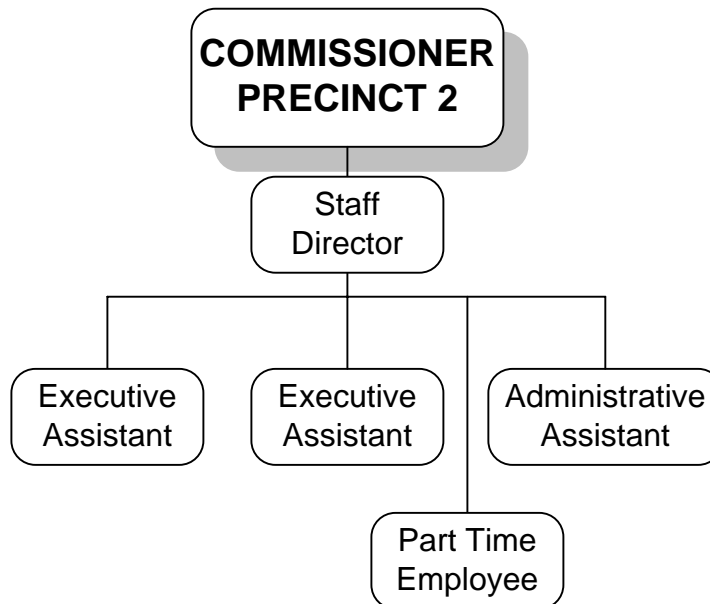 COMMISSIONER
PRECINCT 2
Staff
Director
Executive
Assistant
Executive
Assistant
Administrative
Assistant
Part Time
Employee